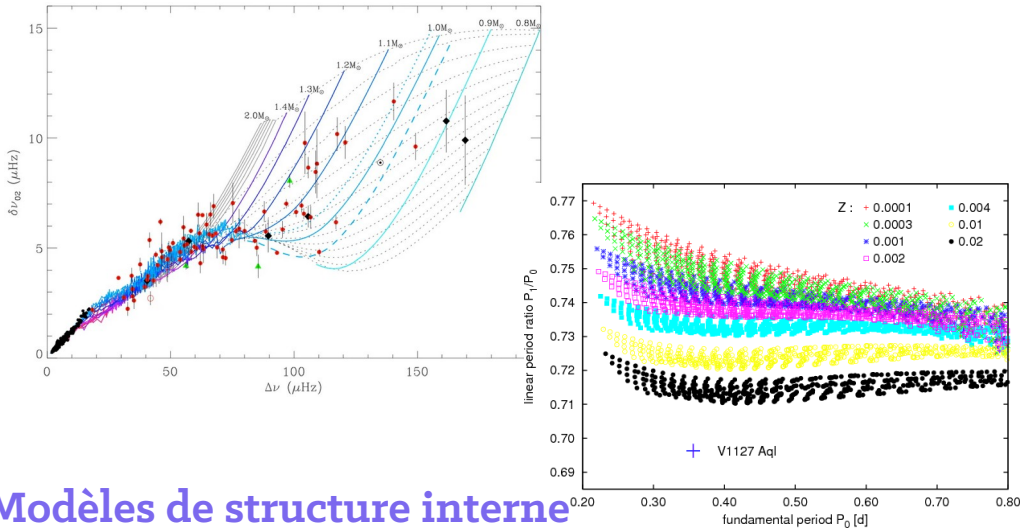 15
10
5
0
0
50
100
150
δν₀₂ (μHz)
Δν (μHz)
2.0M⊙
1.4M⊙
1.3M⊙
1.2M⊙
1.1M⊙
1.0M⊙
0.9M⊙
0.8M⊙
0.77
0.76
0.75
0.74
0.73
0.72
0.71
0.70
0.69
linear period ratio P₁/P₀
Z : 0.0001 0.004
0.0003 0.01
0.001 0.02
0.002
V1127 Aql
0.20 0.30 0.40 0.50 0.60 0.70 0.80
fundamental period P₀ [d]
Modèles de structure interne